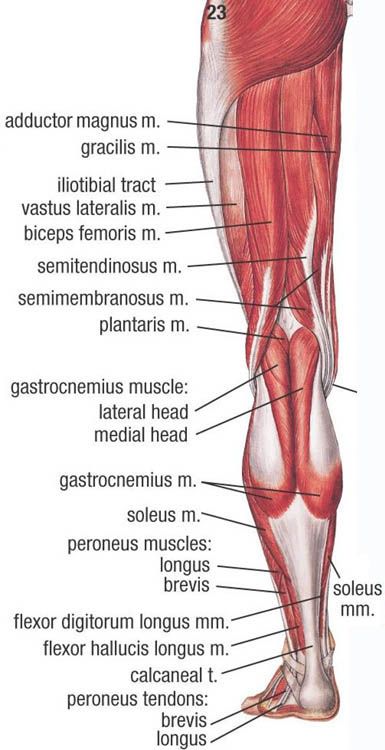 23
adductor magnus m.
gracilis m.
iliotibial tract
vastus lateralis m.
biceps femoris m.
semitendinosus m.
semimembranosus m.
plantaris m.
gastrocnemius muscle:
lateral head
medial head
gastrocnemius m.
soleus m.
peroneus muscles:
longus
brevis
soleus
mm.
flexor digitorum longus mm.
flexor hallucis longus m.
calcaneal t.
peroneus tendons:
brevis
longus